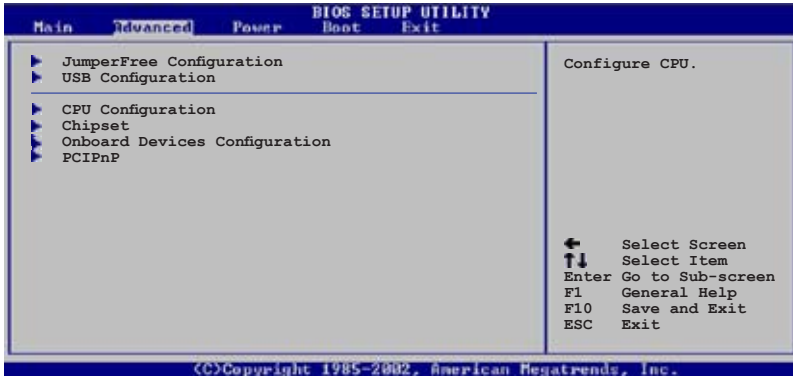 BIOS SETUP UTILITY
Main Advanced Power Boot Exit
JumperFree Configuration
USB Configuration
CPU Configuration
Chipset
Onboard Devices Configuration
PCIPnP
Configure CPU.
← Select Screen
↑↓ Select Item
Enter Go to Sub-screen
F1 General Help
F10 Save and Exit
ESC Exit
(C)Copyright 1985-2002, American Megatrends, Inc.